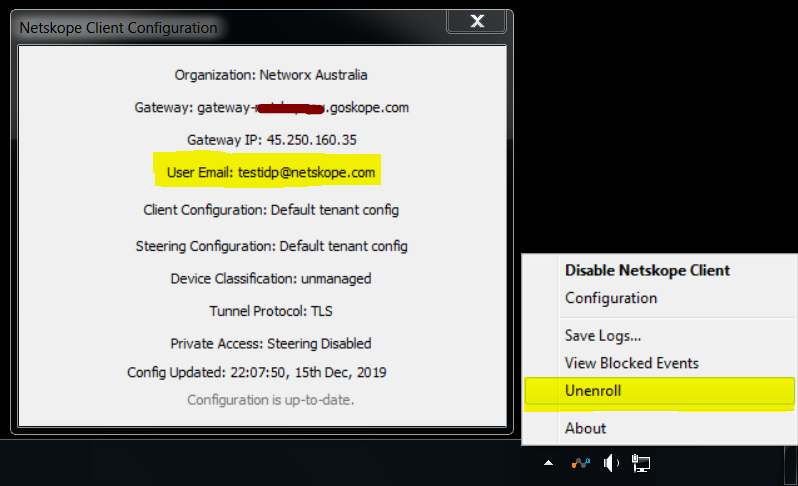 Netskope Client Configuration
Organization: Networx Australia
Gateway: gateway-.goskope.com
Gateway IP: 45.250.160.35
User Email: testidp@netskope.com
Client Configuration: Default tenant config
Steering Configuration: Default tenant config
Device Classification: unmanaged
Tunnel Protocol: TLS
Private Access: Steering Disabled
Config Updated: 22:07:50, 15th Dec, 2019
Configuration is up-to-date.
Disable Netskope Client
Configuration
Save Logs...
View Blocked Events
Unenroll
About